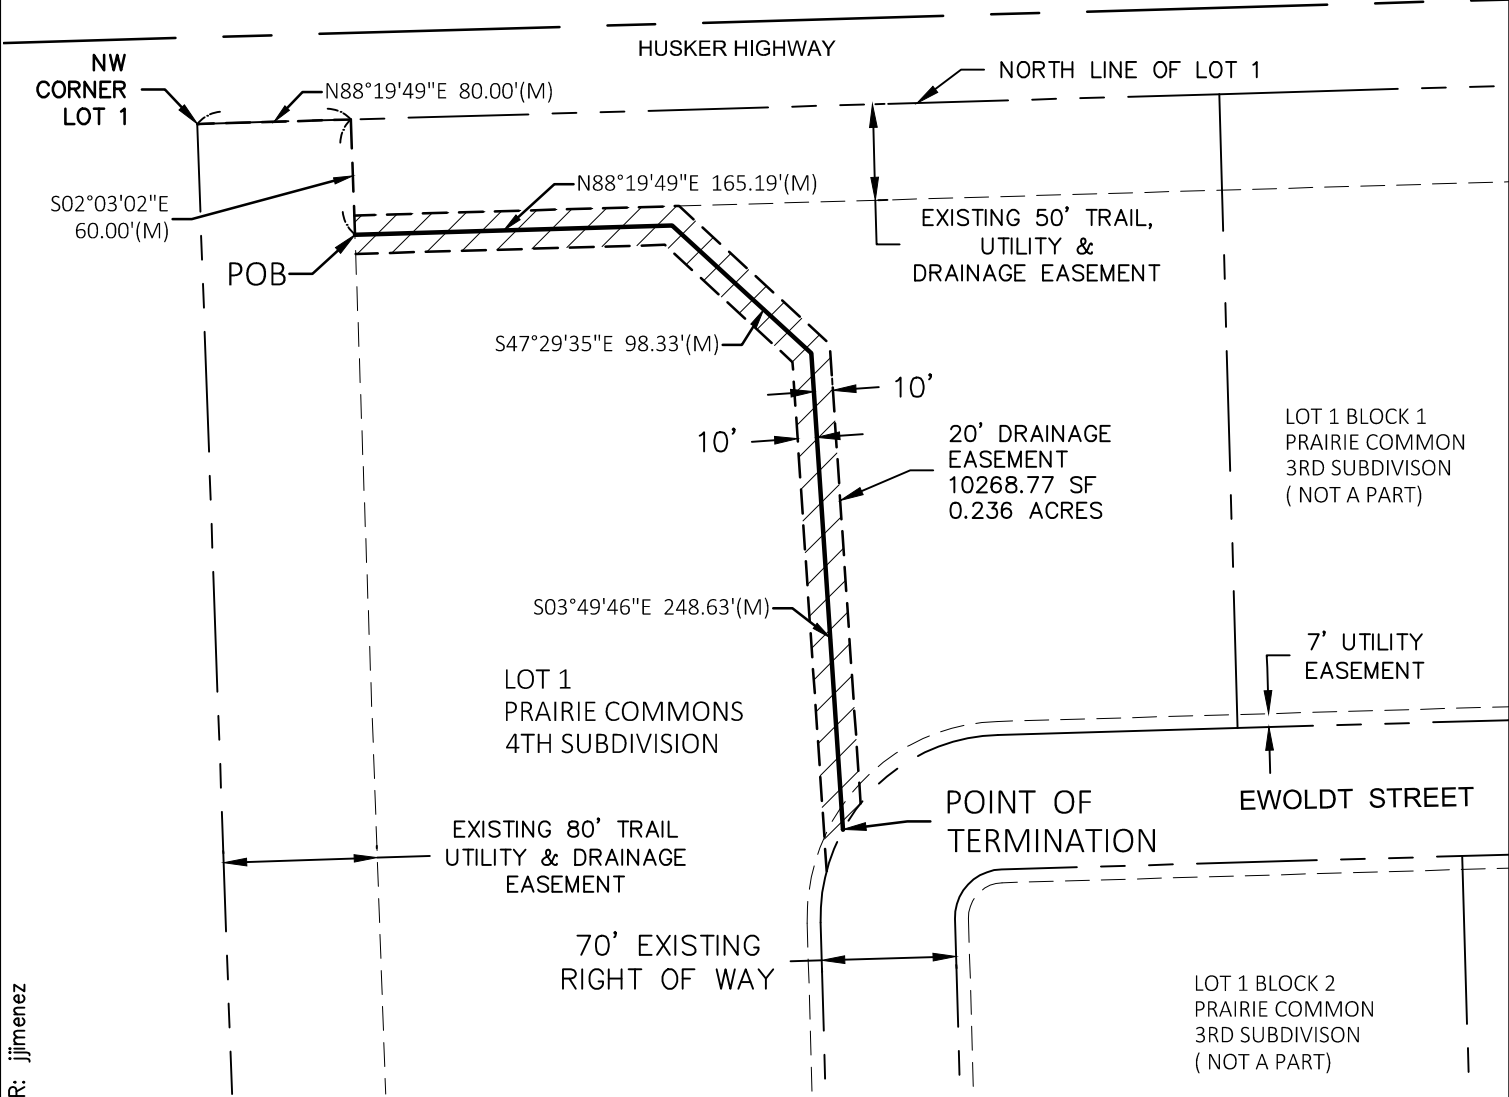 HUSKER HIGHWAY
NW
CORNER
LOT 1
N88°19'49"E 80.00'(M)
NORTH LINE OF LOT 1
S02°03'02"E
60.00'(M)
N88°19'49"E 165.19'(M)
EXISTING 50' TRAIL,
UTILITY &
DRAINAGE EASEMENT
POB
S47°29'35"E 98.33'(M)
10'
10'
20' DRAINAGE
EASEMENT
10268.77 SF
0.236 ACRES
LOT 1 BLOCK 1
PRAIRIE COMMON
3RD SUBDIVISON
( NOT A PART)
S03°49'46"E 248.63'(M)
7' UTILITY
EASEMENT
LOT 1
PRAIRIE COMMONS
4TH SUBDIVISION
EWOLDT STREET
POINT OF
TERMINATION
EXISTING 80' TRAIL
UTILITY & DRAINAGE
EASEMENT
70' EXISTING
RIGHT OF WAY
LOT 1 BLOCK 2
PRAIRIE COMMON
3RD SUBDIVISON
( NOT A PART)
R: jjimenez